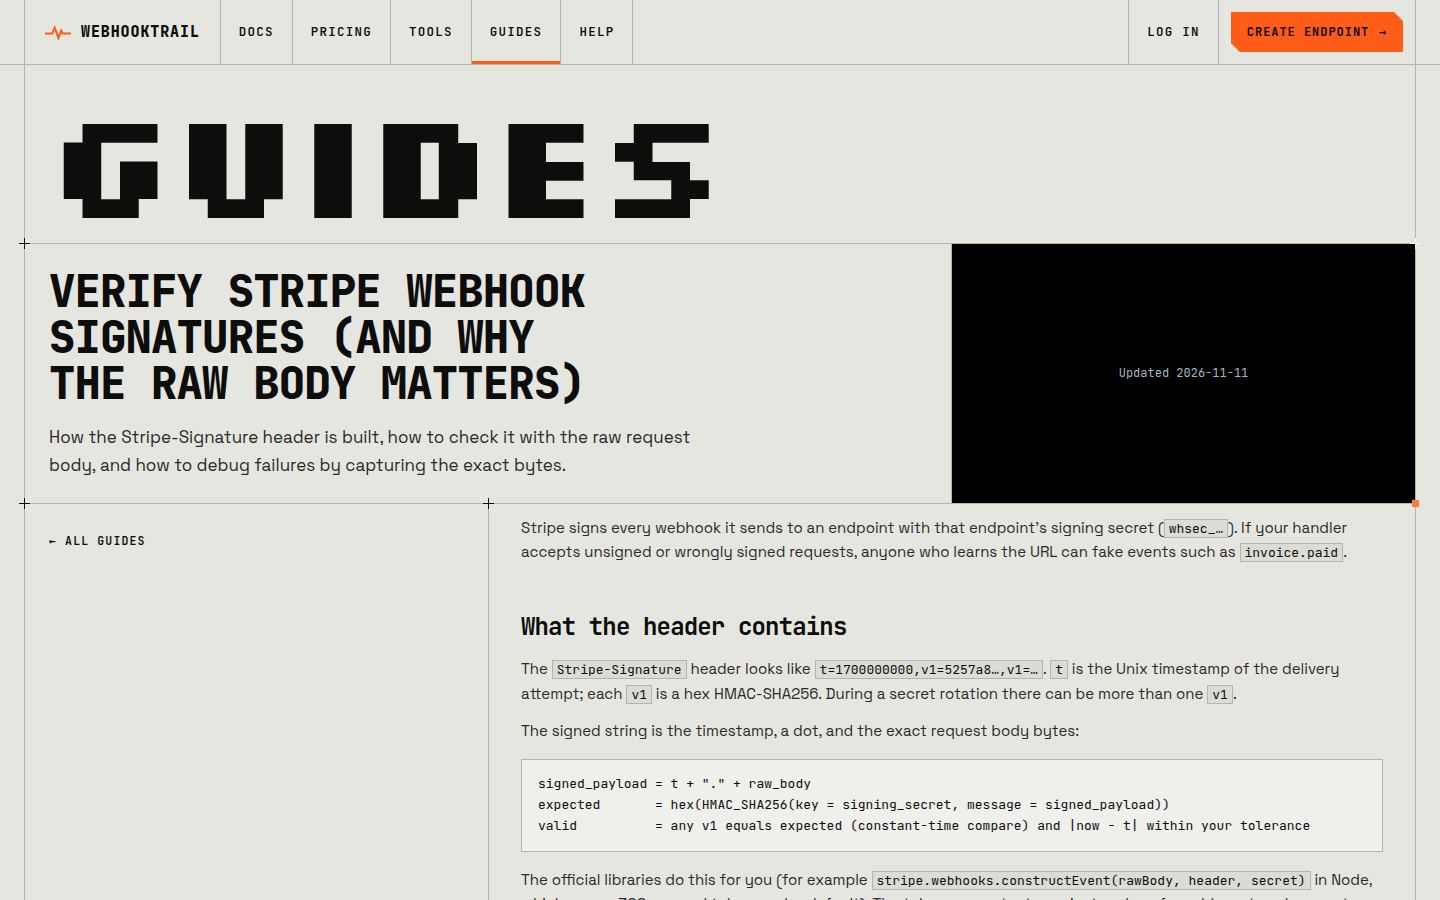 WEBHOOKTRAIL DOCS PRICING TOOLS GUIDES HELP LOG IN CREATE ENDPOINT →
GUIDES
VERIFY STRIPE WEBHOOK
SIGNATURES (AND WHY
THE RAW BODY MATTERS)
How the Stripe-Signature header is built, how to check it with the raw request
body, and how to debug failures by capturing the exact bytes.
Updated 2026-11-11
← ALL GUIDES
Stripe signs every webhook it sends to an endpoint with that endpoint's signing secret (whsec_…). If your handler
accepts unsigned or wrongly signed requests, anyone who learns the URL can fake events such as invoice.paid.
What the header contains
The Stripe-Signature header looks like t=1700000000,v1=5257a8…,v1=…. t is the Unix timestamp of the delivery
attempt; each v1 is a hex HMAC-SHA256. During a secret rotation there can be more than one v1.
The signed string is the timestamp, a dot, and the exact request body bytes:
signed_payload = t + "." + raw_body
expected = hex(HMAC_SHA256(key = signing_secret, message = signed_payload))
valid = any v1 equals expected (constant-time compare) and |now - t| within your tolerance
The official libraries do this for you (for example stripe.webhooks.constructEvent(rawBody, header, secret) in Node,